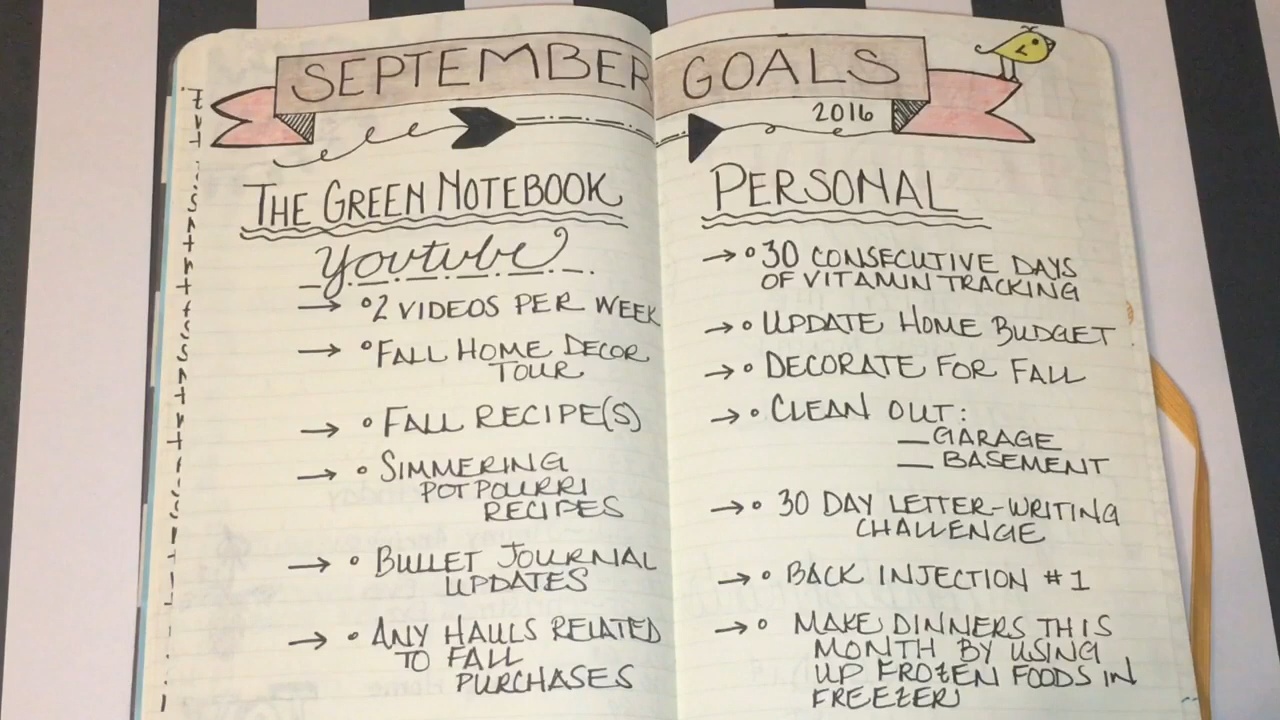 SEPTEMBER GOALS
2016
THE GREEN NOTEBOOK
Youtube
→ °2 VIDEOS PER WEEK
→ °FALL HOME DECOR
TOUR
→ ° FALL RECIPE(S)
→ ° SIMMERING
POTPOURRI
RECIPES
→ ° BULLET JOURNAL
UPDATES
→ ° ANY HAULS RELATED
TO FALL
PURCHASES
PERSONAL
→ °30 CONSECUTIVE DAYS
OF VITAMIN TRACKING
→ ° UPDATE HOME BUDGET
→ ° DECORATE FOR FALL
→ ° CLEAN OUT:
— GARAGE
— BASEMENT
→ ° 30 DAY LETTER-WRITING
CHALLENGE
→ ° BACK INJECTION #1
→ ° MAKE DINNERS THIS
MONTH BY USING
UP FROZEN FOODS IN
FREEZER